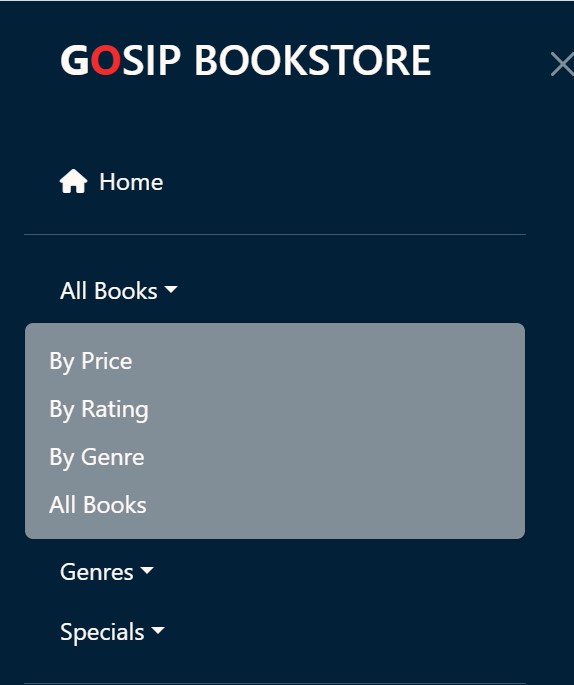 GOSIP BOOKSTORE
Home
All Books
By Price
By Rating
By Genre
All Books
Genres
Specials